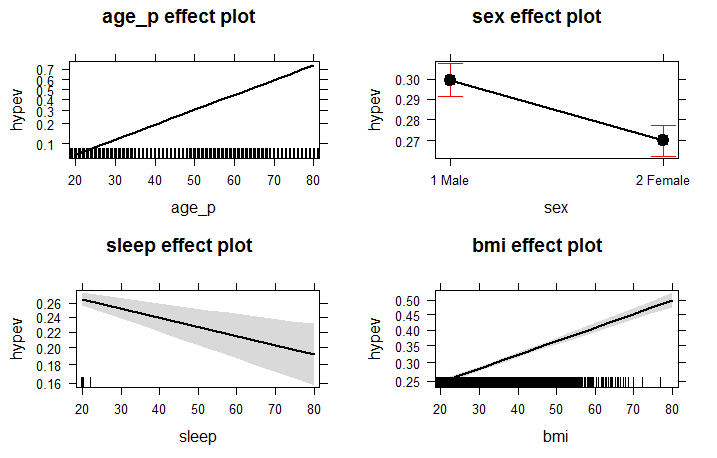 age_p effect plot
hypev
0.7
0.6
0.5
0.4
0.3
0.2
0.1
20 30 40 50 60 70 80
age_p
sex effect plot
hypev
0.30
0.29
0.28
0.27
1 Male 2 Female
sex
sleep effect plot
hypev
0.26
0.24
0.22
0.20
0.18
0.16
20 30 40 50 60 70 80
sleep
bmi effect plot
hypev
0.50
0.45
0.40
0.35
0.30
0.25
20 30 40 50 60 70 80
bmi